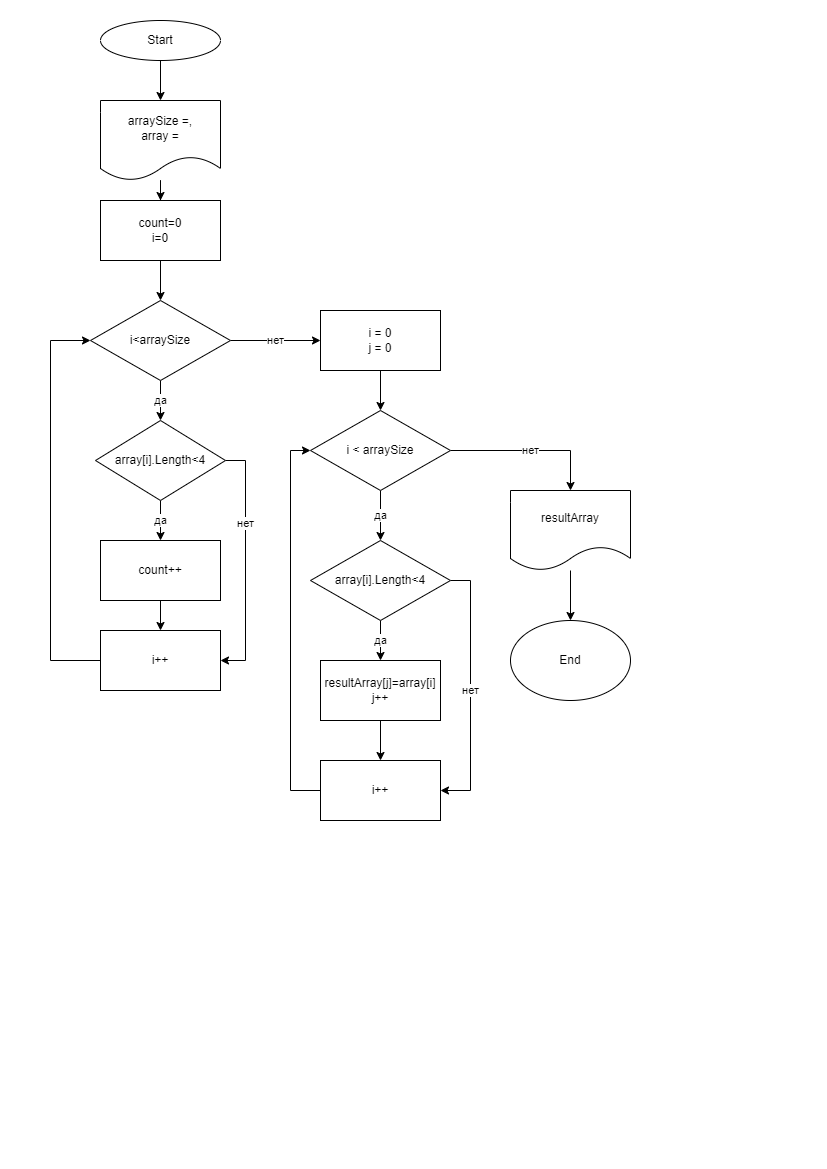 Start
arraySize =,
array =
count=0
i=0
i<arraySize
нет
да
array[i].Length<4
да
нет
count++
i++
i = 0
j = 0
i < arraySize
нет
да
array[i].Length<4
да
нет
resultArray[j]=array[i]
j++
i++
resultArray
End